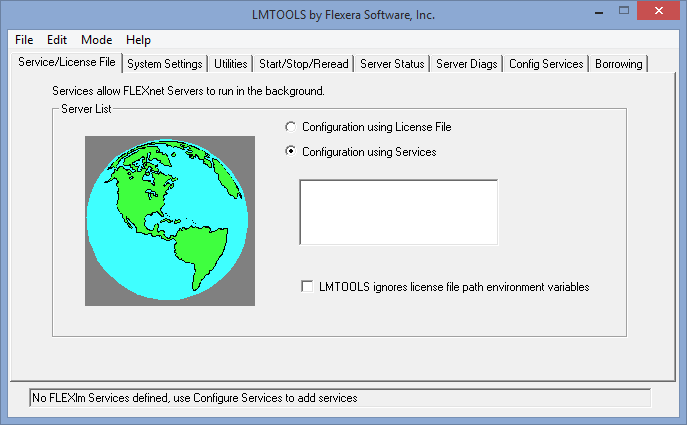 LMTOOLS by Flexera Software, Inc.
File Edit Mode Help
Service/License File System Settings Utilities Start/Stop/Reread Server Status Server Diags Config Services Borrowing
Services allow FLEXnet Servers to run in the background.
Server List
Configuration using License File
Configuration using Services
LMTOOLS ignores license file path environment variables
No FLEXlm Services defined, use Configure Services to add services